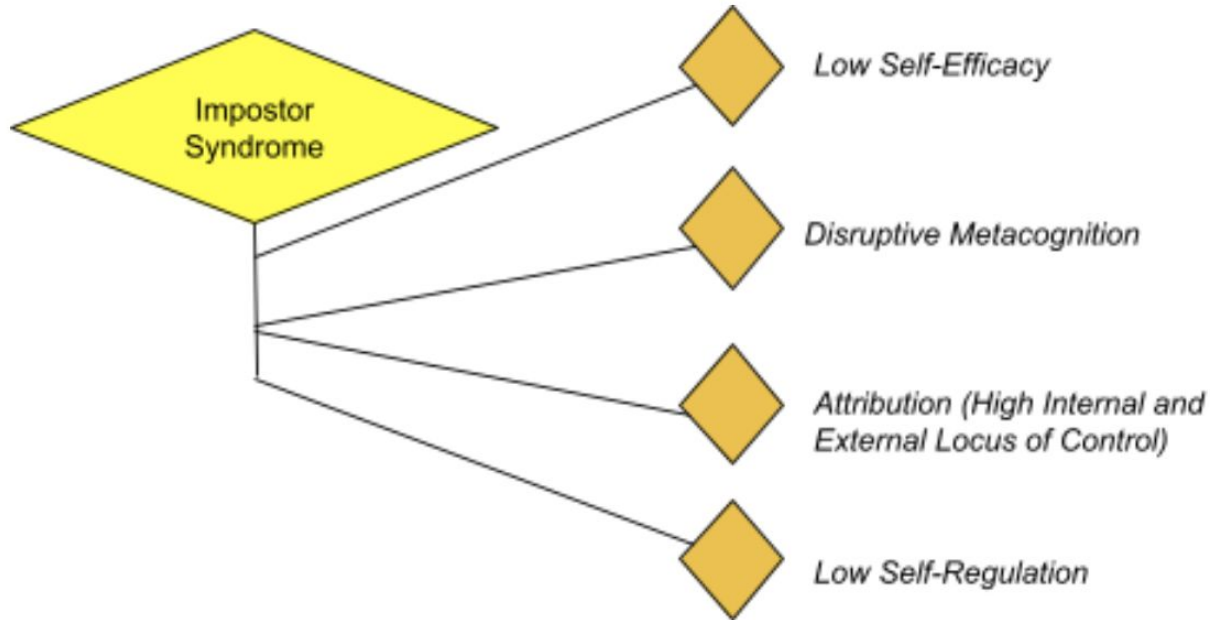 Impostor
Syndrome
Low Self-Efficacy
Disruptive Metacognition
Attribution (High Internal and
External Locus of Control)
Low Self-Regulation